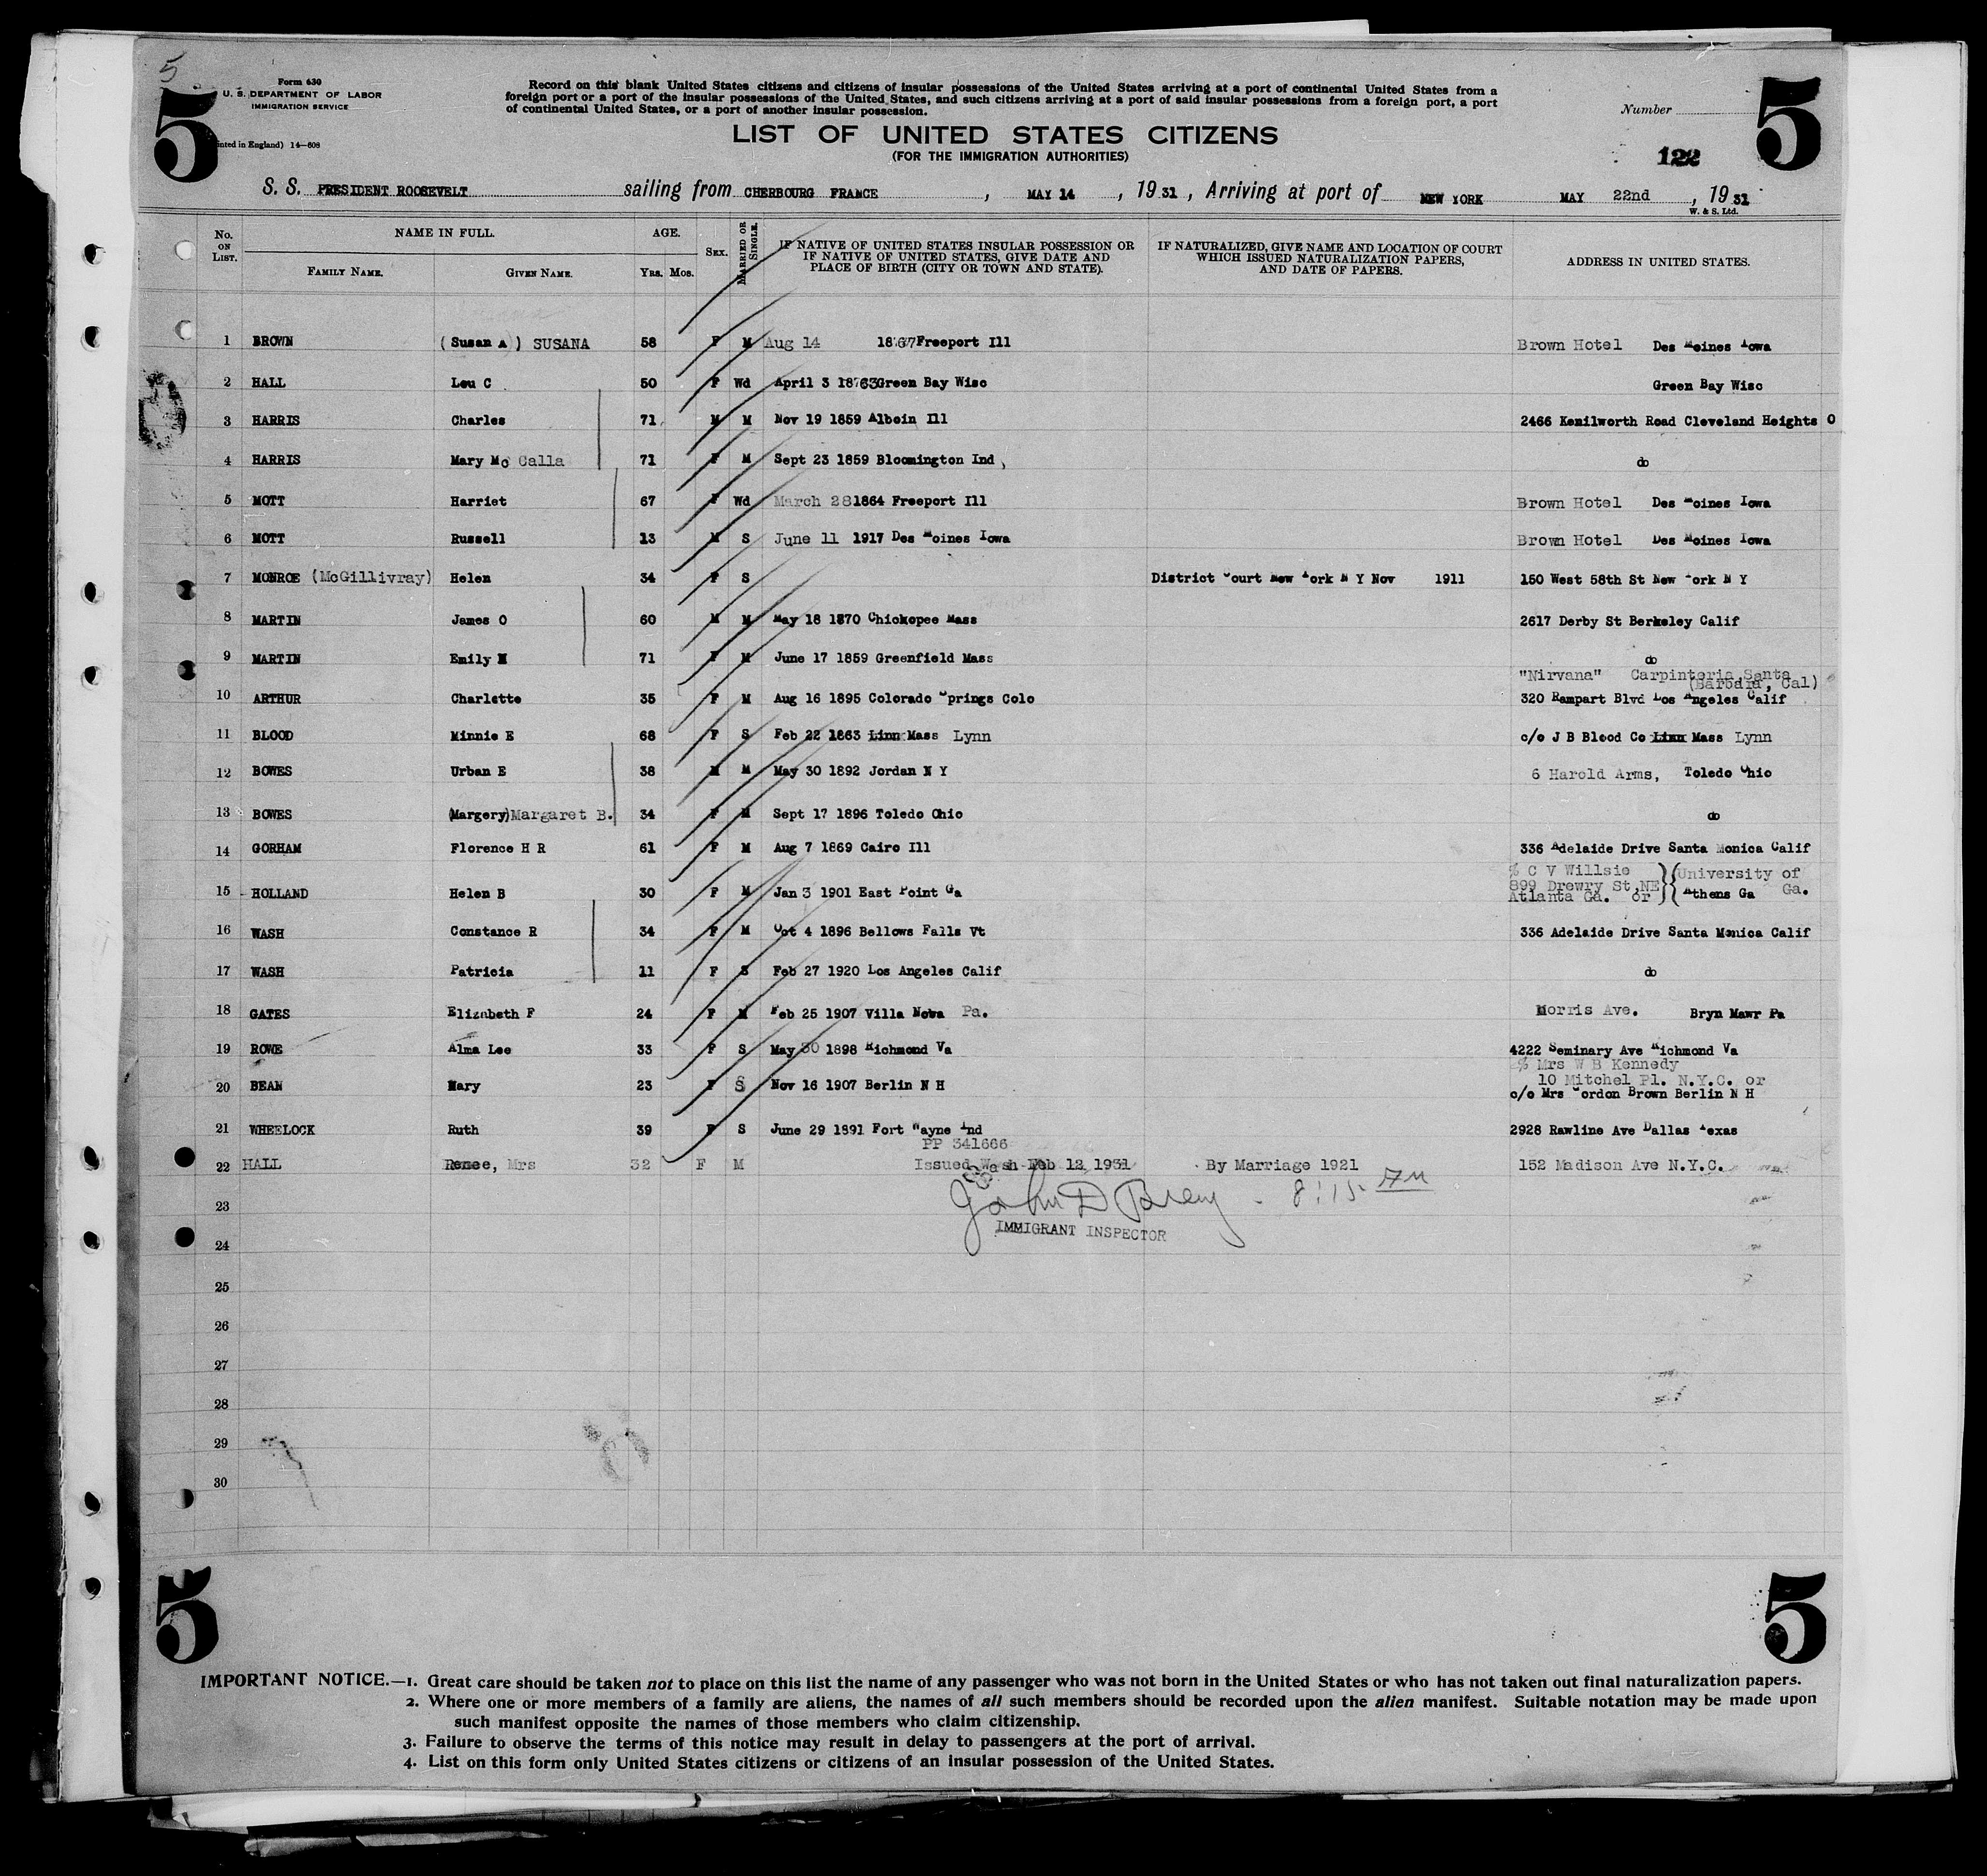 5
5
Form 630
U. S. DEPARTMENT OF LABOR
IMMIGRATION SERVICE
inted in England) 14—608
5
Record on this blank United States citizens and citizens of insular possessions of the United States arriving at a port of continental United States from a
foreign port or a port of the insular possessions of the United States, and such citizens arriving at a port of said insular possessions from a foreign port, a port
of continental United States, or a port of another insular possession.
LIST OF UNITED STATES CITIZENS
(FOR THE IMMIGRATION AUTHORITIES)
Number
122
S. S. PRESIDENT ROOSEVELT sailing from CHERBOURG FRANCE , MAY 14 , 19 31 , Arriving at port of NEW YORK MAY 22nd , 19 31
W. & S. Ltd.
No. ON LIST. NAME IN FULL. FAMILY NAME. GIVEN NAME. AGE. YRS. MOS. SEX. MARRIED OR SINGLE. IF NATIVE OF UNITED STATES INSULAR POSSESSION OR IF NATIVE OF UNITED STATES, GIVE DATE AND PLACE OF BIRTH (CITY OR TOWN AND STATE). IF NATURALIZED, GIVE NAME AND LOCATION OF COURT WHICH ISSUED NATURALIZATION PAPERS, AND DATE OF PAPERS. ADDRESS IN UNITED STATES.
1 BROWN (Susan A) SUSANA 58 F M Aug 14 1867 Freeport Ill Brown Hotel Des Moines Iowa
2 HALL Lou C 50 F Wd April 3 1863 Green Bay Wisc Green Bay Wisc
3 HARRIS Charles 71 M M Nov 19 1859 Albein Ill 2466 Kenilworth Road Cleveland Heights O
4 HARRIS Mary Mc Calla 71 F M Sept 23 1859 Bloomington Ind do
5 MOTT Harriet 67 F Wd March 28 1864 Freeport Ill Brown Hotel Des Moines Iowa
6 MOTT Russell 13 M S June 11 1917 Des Moines Iowa Brown Hotel Des Moines Iowa
7 MONROE (McGillivray) Helen 34 F S District Court New York N Y Nov 1911 150 West 58th St New York N Y
8 MARTIN James O 60 M M May 18 1870 Chickopee Mass 2617 Derby St Berkeley Calif
9 MARTIN Emily M 71 F M June 17 1859 Greenfield Mass do
"Nirvana" Carpinteria Santa
(Barbara, Cal)
10 ARTHUR Charlotte 35 F M Aug 16 1895 Colorado Springs Colo 320 Rampart Blvd Los Angeles Calif
11 BLOOD Minnie E 68 F S Feb 22 1863 Linn Mass Lynn c/o J B Blood Co Linn Mass Lynn
12 BOWES Urban E 38 M M May 30 1892 Jordan N Y 6 Harold Arms, Toledo Ohio
13 BOWES (Margery) Margaret B. 34 F M Sept 17 1896 Toledo Ohio do
14 GORHAM Florence H R 61 F M Aug 7 1869 Cairo Ill 336 Adelaide Drive Santa Monica Calif
% C V Willsie University of
15 HOLLAND Helen B 30 F M Jan 3 1901 East Point Ga 899 Drewry St, NE Athens Ga Ga.
Atlanta Ga. or
16 WASH Constance R 34 F M Oct 4 1896 Bellows Falls Vt 336 Adelaide Drive Santa Monica Calif
17 WASH Patricia 11 F S Feb 27 1920 Los Angeles Calif do
18 GATES Elizabeth F 24 F M Feb 25 1907 Villa Nova Pa. Morris Ave. Bryn Mawr Pa
19 ROWE Alma Lee 33 F S May 30 1898 Richmond Va 4222 Seminary Ave Richmond Va
% Mrs W B Kennedy
20 BEAN Mary 23 F S Nov 16 1907 Berlin N H 10 Mitchel Pl. N.Y.C. or
c/o Mrs Gordon Brown Berlin N H
21 WHEELOCK Ruth 39 F S June 29 1891 Fort Wayne Ind 2928 Rawline Ave Dallas Texas
PP 341666
22 HALL Renee, Mrs 32 F M Issued Wash Feb 12 1931 By Marriage 1921 152 Madison Ave N.Y.C.
23 John D 8:15 AM
IMMIGRANT INSPECTOR
24
25
26
27
28
29
30
5
5
IMPORTANT NOTICE.—1. Great care should be taken not to place on this list the name of any passenger who was not born in the United States or who has not taken out final naturalization papers.
2. Where one or more members of a family are aliens, the names of all such members should be recorded upon the alien manifest. Suitable notation may be made upon
such manifest opposite the names of those members who claim citizenship.
3. Failure to observe the terms of this notice may result in delay to passengers at the port of arrival.
4. List on this form only United States citizens or citizens of an insular possession of the United States.